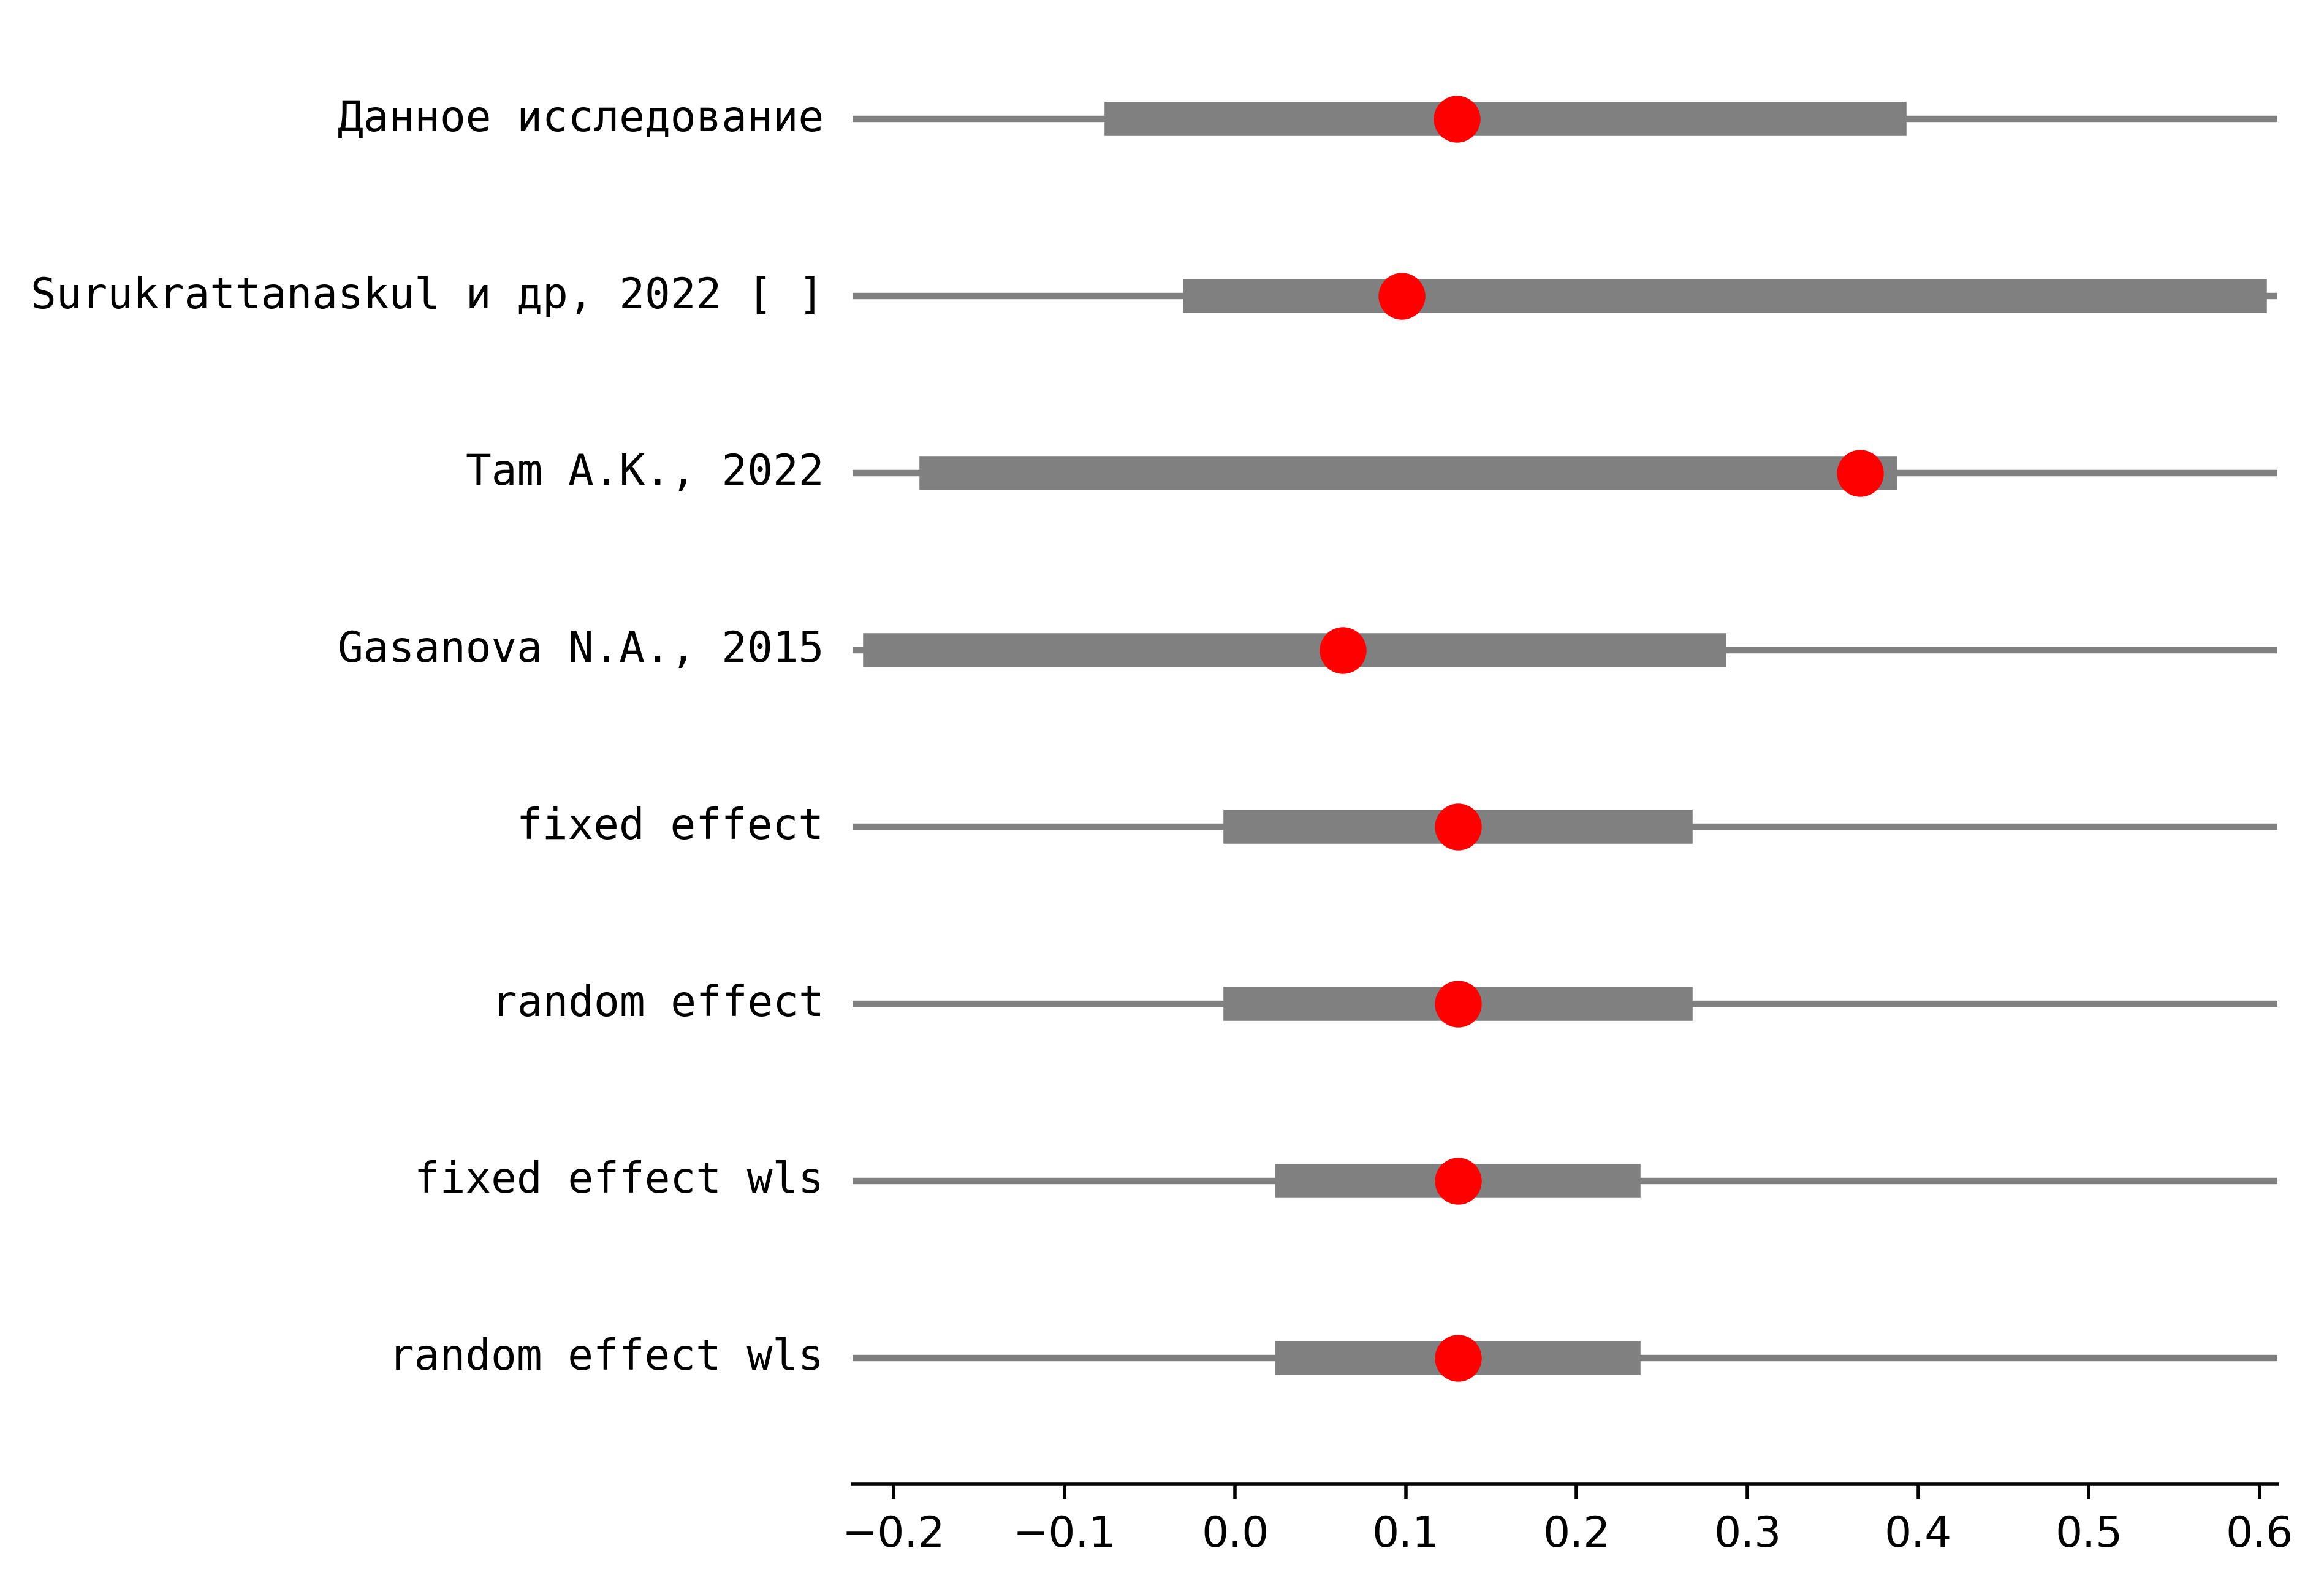 Данное исследование
Surukrattanaskul и др, 2022 [ ]
Tam A.K., 2022
Gasanova N.A., 2015
fixed effect
random effect
fixed effect wls
random effect wls
−0.2 −0.1 0.0 0.1 0.2 0.3 0.4 0.5 0.6